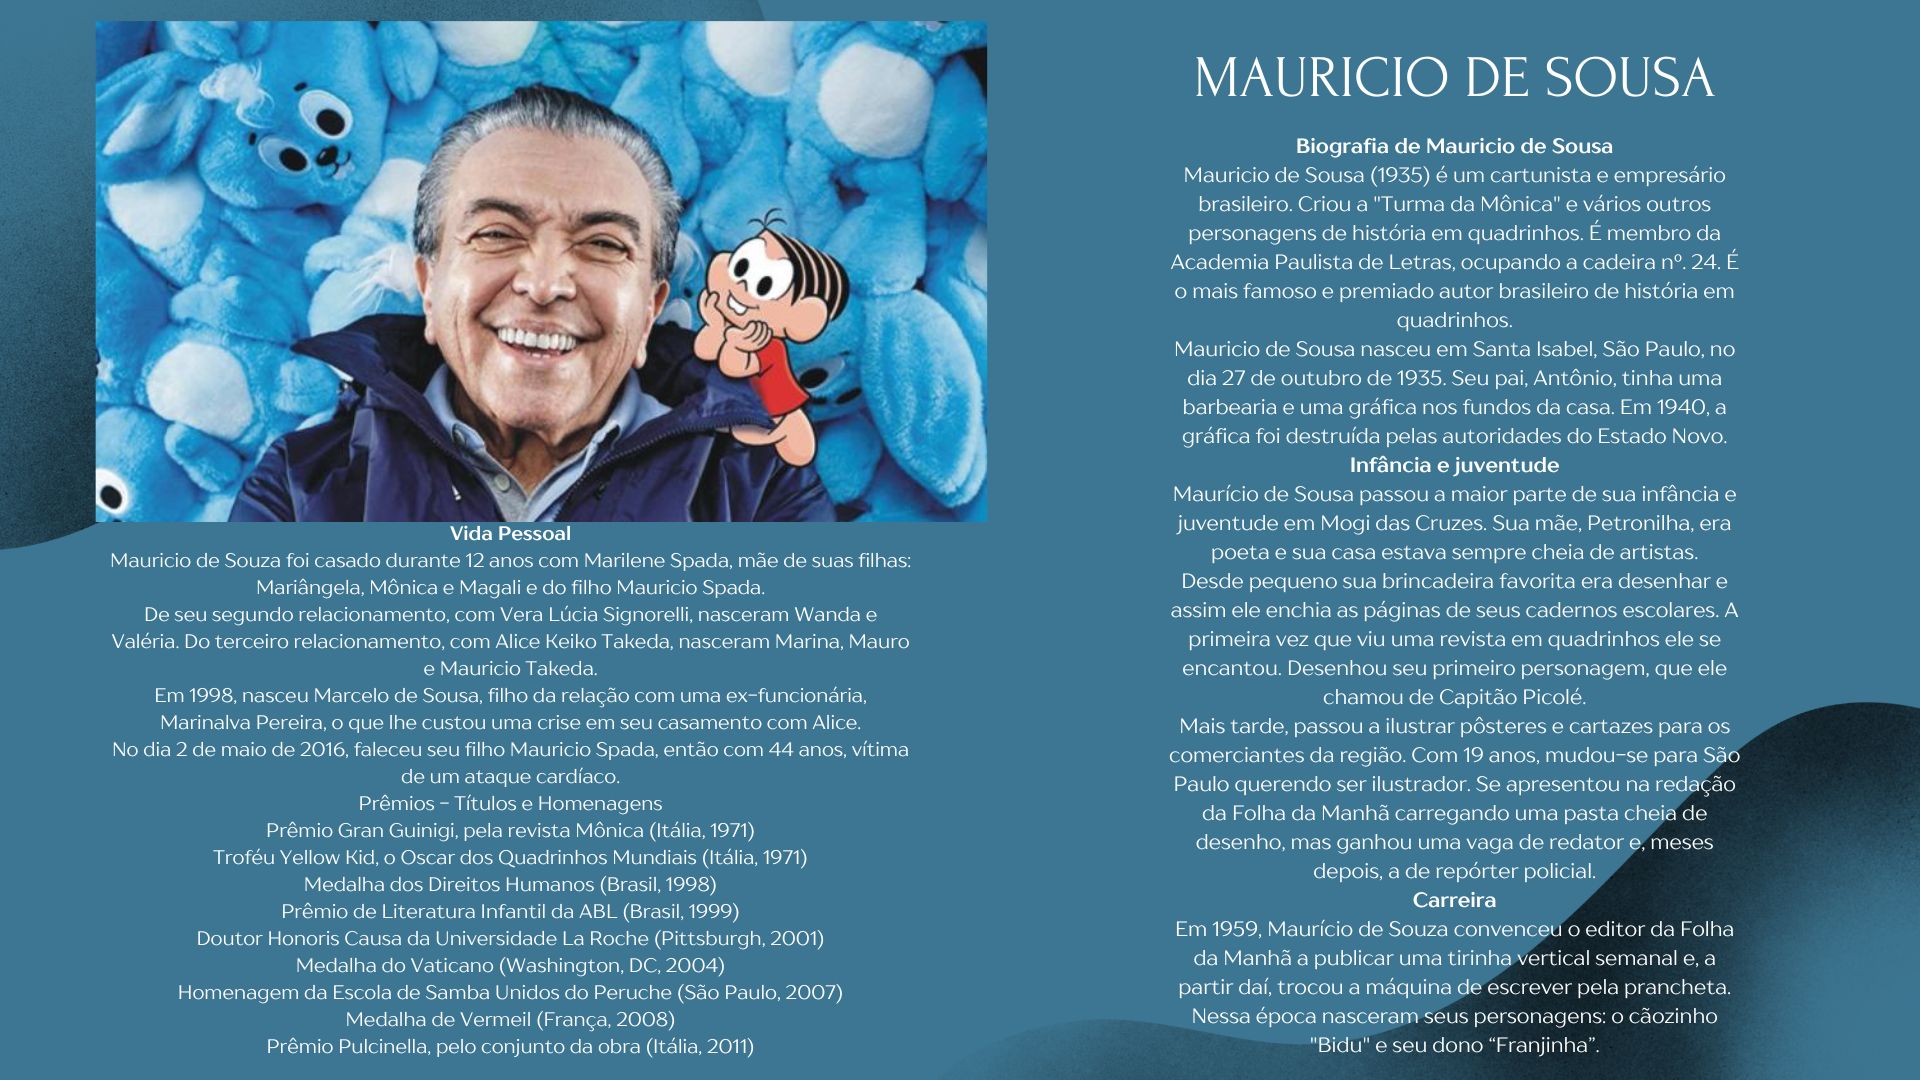 MAURICIO DE SOUSA
Biografia de Mauricio de Sousa
Mauricio de Sousa (1935) é um cartunista e empresário
brasileiro. Criou a "Turma da Mônica" e vários outros
personagens de história em quadrinhos. É membro da
Academia Paulista de Letras, ocupando a cadeira nº. 24. É
o mais famoso e premiado autor brasileiro de história em
quadrinhos.
Mauricio de Sousa nasceu em Santa Isabel, São Paulo, no
dia 27 de outubro de 1935. Seu pai, Antônio, tinha uma
barbearia e uma gráfica nos fundos da casa. Em 1940, a
gráfica foi destruída pelas autoridades do Estado Novo.
Infância e juventude
Maurício de Sousa passou a maior parte de sua infância e
juventude em Mogi das Cruzes. Sua mãe, Petronilha, era
poeta e sua casa estava sempre cheia de artistas.
Desde pequeno sua brincadeira favorita era desenhar e
assim ele enchia as páginas de seus cadernos escolares. A
primeira vez que viu uma revista em quadrinhos ele se
encantou. Desenhou seu primeiro personagem, que ele
chamou de Capitão Picolé.
Mais tarde, passou a ilustrar pôsteres e cartazes para os
comerciantes da região. Com 19 anos, mudou-se para São
Paulo querendo ser ilustrador. Se apresentou na redação
da Folha da Manhã carregando uma pasta cheia de
desenho, mas ganhou uma vaga de redator e, meses
depois, a de repórter policial.
Carreira
Em 1959, Maurício de Souza convenceu o editor da Folha
da Manhã a publicar uma tirinha vertical semanal e, a
partir daí, trocou a máquina de escrever pela prancheta.
Nessa época nasceram seus personagens: o cãozinho
"Bidu" e seu dono “Franjinha”.
Vida Pessoal
Mauricio de Souza foi casado durante 12 anos com Marilene Spada, mãe de suas filhas:
Mariângela, Mônica e Magali e do filho Mauricio Spada.
De seu segundo relacionamento, com Vera Lúcia Signorelli, nasceram Wanda e
Valéria. Do terceiro relacionamento, com Alice Keiko Takeda, nasceram Marina, Mauro
e Mauricio Takeda.
Em 1998, nasceu Marcelo de Sousa, filho da relação com uma ex-funcionária,
Marinalva Pereira, o que lhe custou uma crise em seu casamento com Alice.
No dia 2 de maio de 2016, faleceu seu filho Mauricio Spada, então com 44 anos, vítima
de um ataque cardíaco.
Prêmios - Títulos e Homenagens
Prêmio Gran Guinigi, pela revista Mônica (Itália, 1971)
Troféu Yellow Kid, o Oscar dos Quadrinhos Mundiais (Itália, 1971)
Medalha dos Direitos Humanos (Brasil, 1998)
Prêmio de Literatura Infantil da ABL (Brasil, 1999)
Doutor Honoris Causa da Universidade La Roche (Pittsburgh, 2001)
Medalha do Vaticano (Washington, DC, 2004)
Homenagem da Escola de Samba Unidos do Peruche (São Paulo, 2007)
Medalha de Vermeil (França, 2008)
Prêmio Pulcinella, pelo conjunto da obra (Itália, 2011)